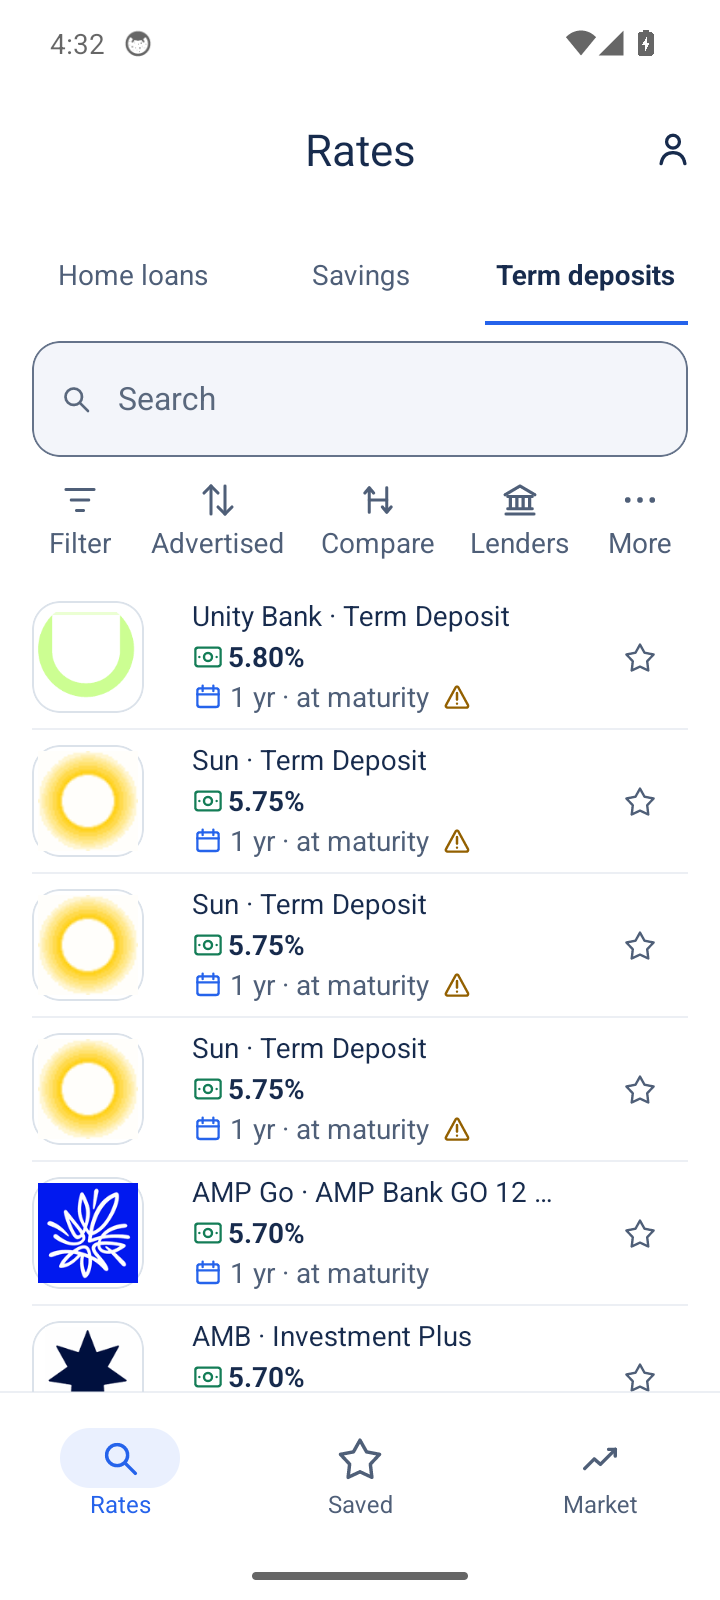 4:32
Rates
Home loans
Savings
Term deposits
Search
Filter
Advertised
Compare
Lenders
More
Unity Bank · Term Deposit
5.80%
1 yr · at maturity
Sun · Term Deposit
5.75%
1 yr · at maturity
Sun · Term Deposit
5.75%
1 yr · at maturity
Sun · Term Deposit
5.75%
1 yr · at maturity
AMP Go · AMP Bank GO 12 ...
5.70%
1 yr · at maturity
AMB · Investment Plus
5.70%
Rates
Saved
Market